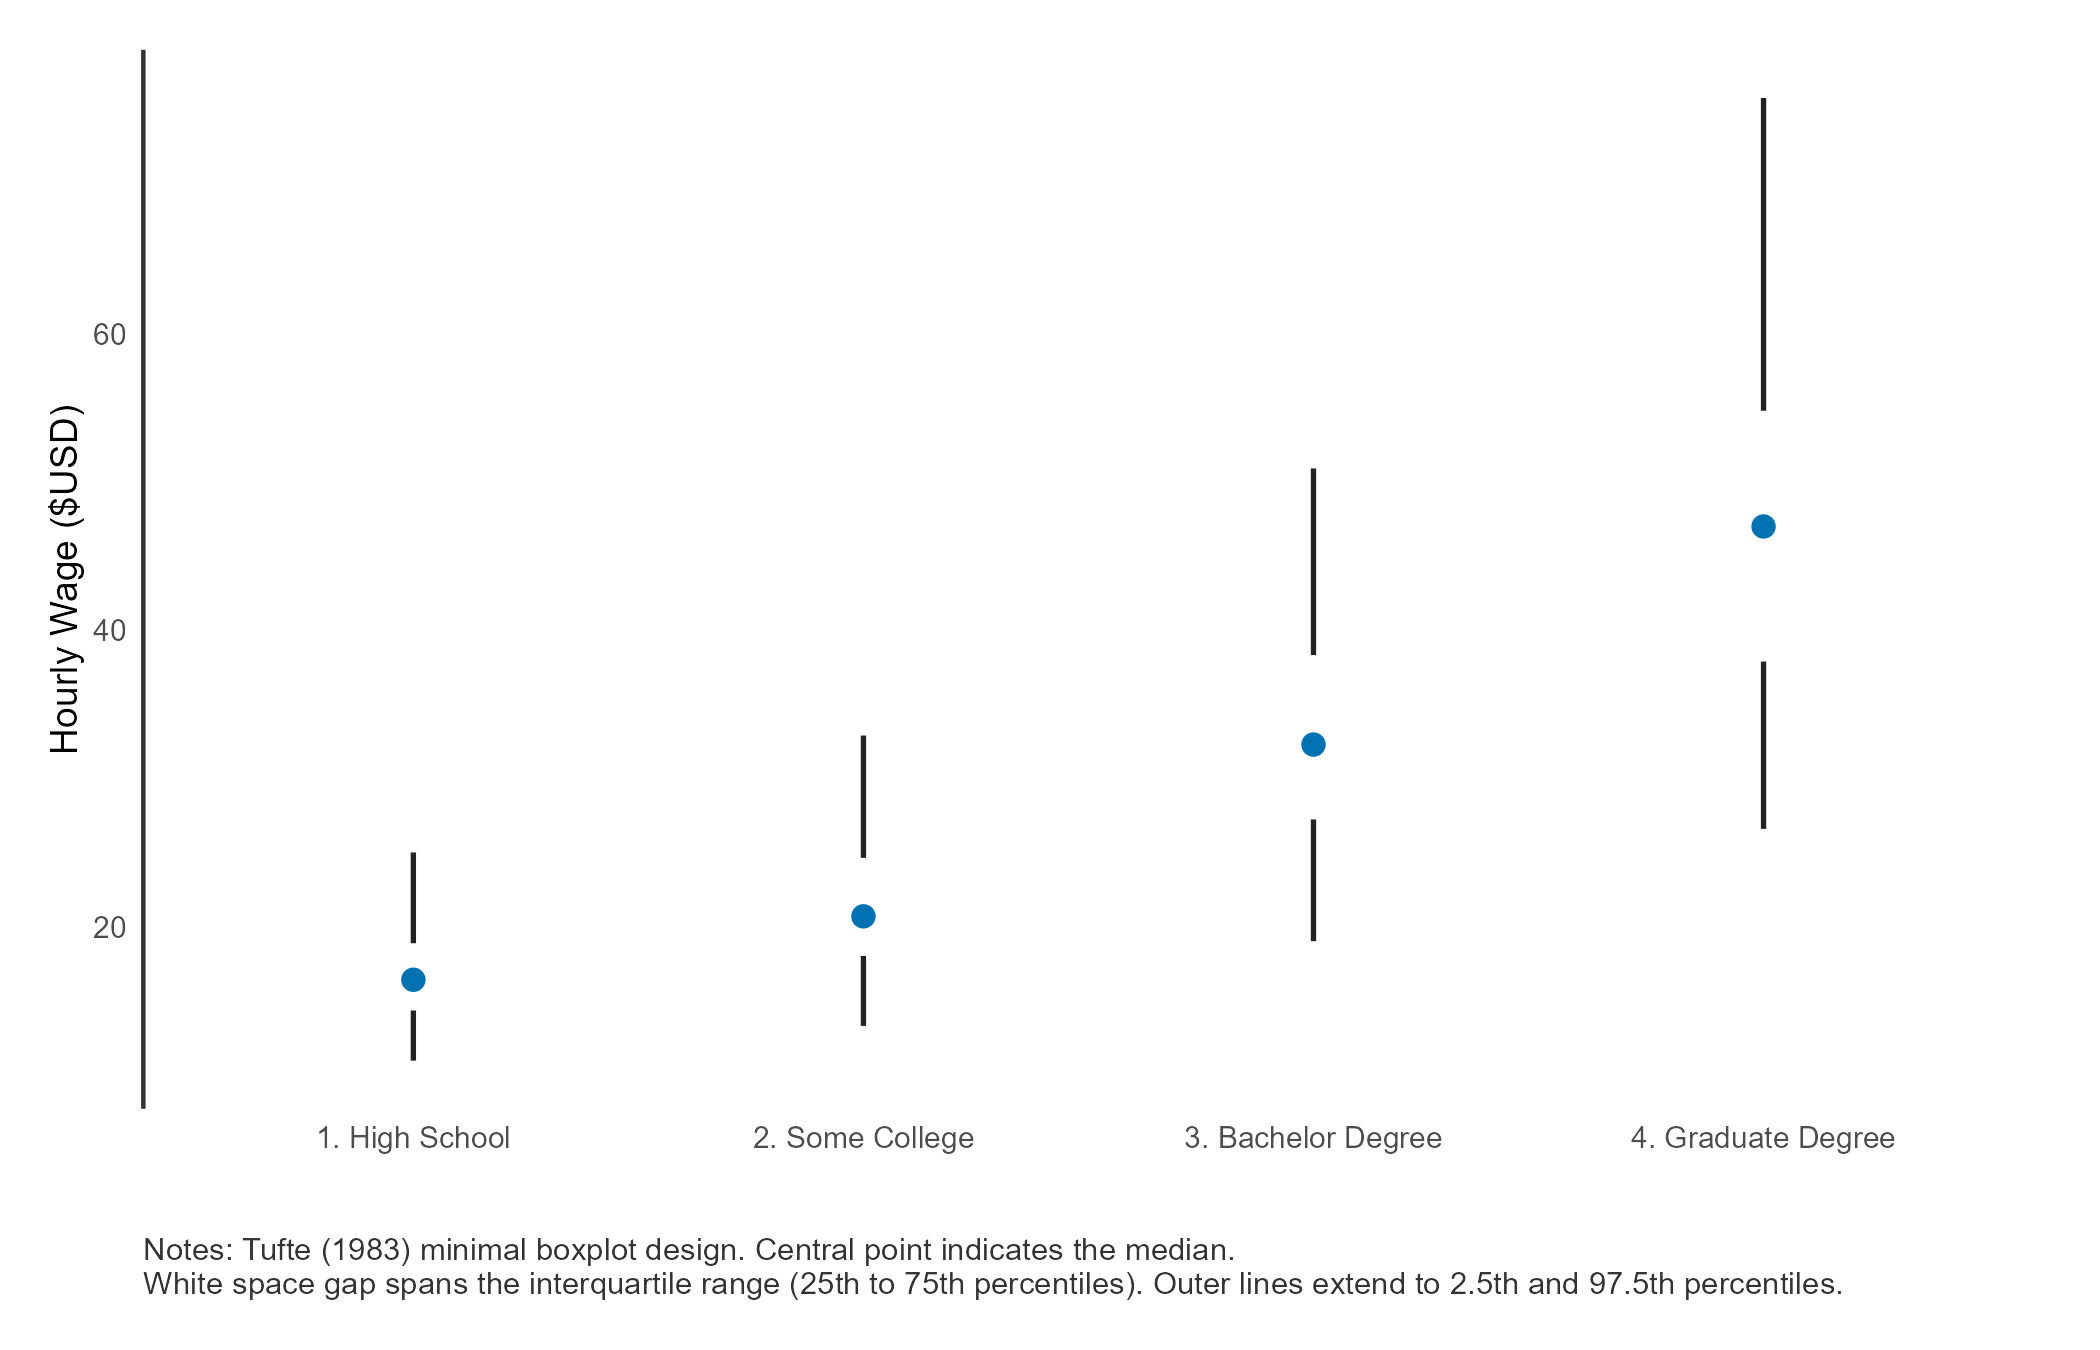 Hourly Wage ($USD)
60
40
20
1. High School
2. Some College
3. Bachelor Degree
4. Graduate Degree
Notes: Tufte (1983) minimal boxplot design. Central point indicates the median.
White space gap spans the interquartile range (25th to 75th percentiles). Outer lines extend to 2.5th and 97.5th percentiles.